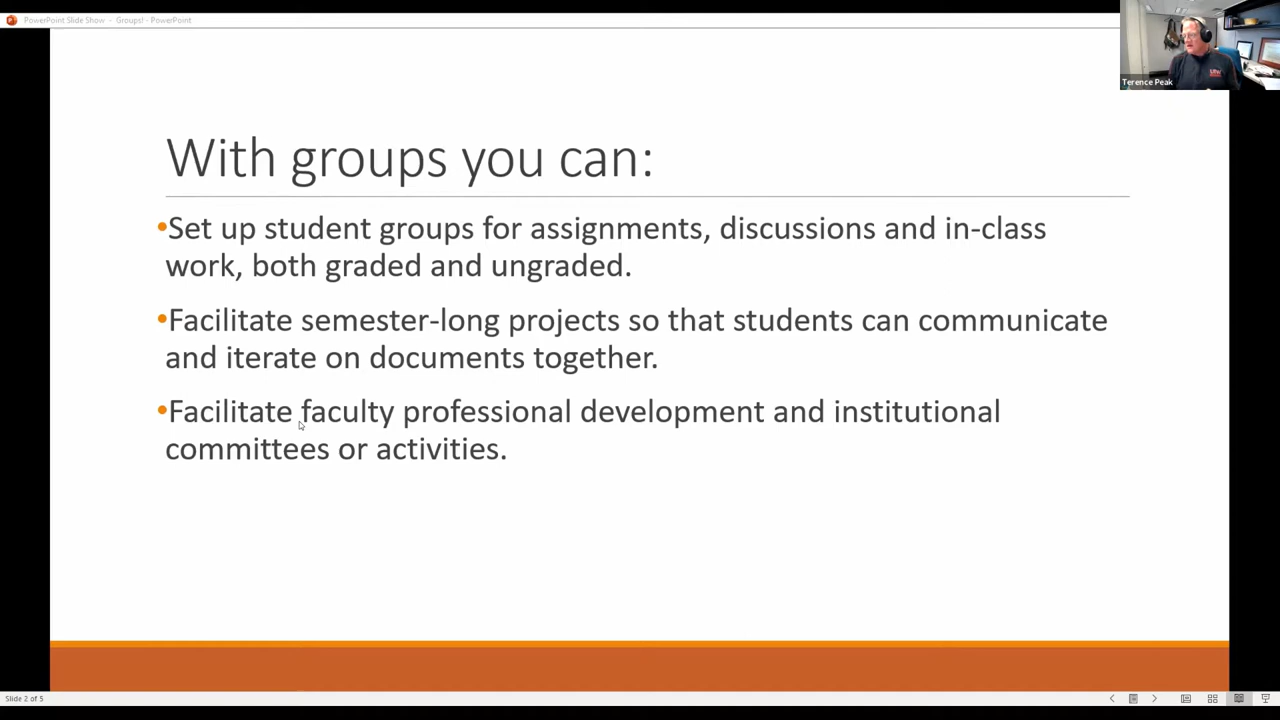 PowerPoint Slide Show - Groups! - PowerPoint
Terence Peak
With groups you can:
•Set up student groups for assignments, discussions and in-class
work, both graded and ungraded.
•Facilitate semester-long projects so that students can communicate
and iterate on documents together.
•Facilitate faculty professional development and institutional
committees or activities.
Slide 2 of 5